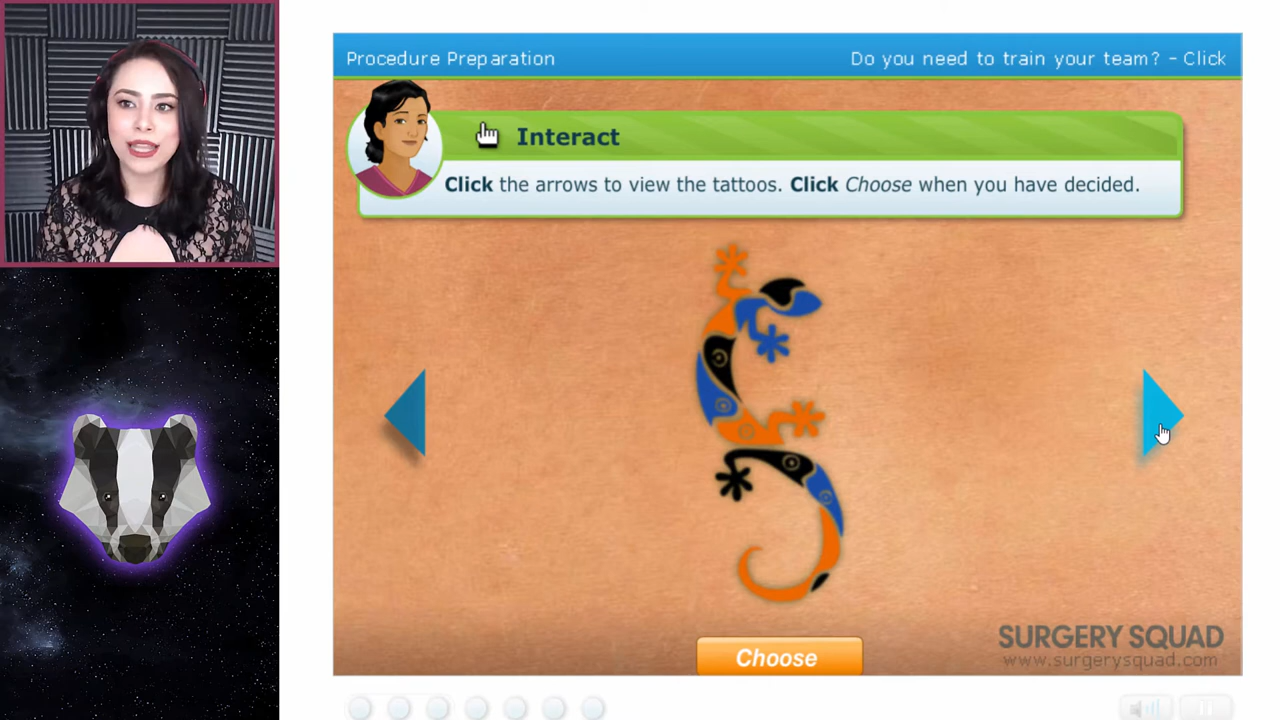 Procedure Preparation
Do you need to train your team? - Click
Interact
Click the arrows to view the tattoos. Click Choose when you have decided.
Choose
SURGERY SQUAD
www.surgerysquad.com